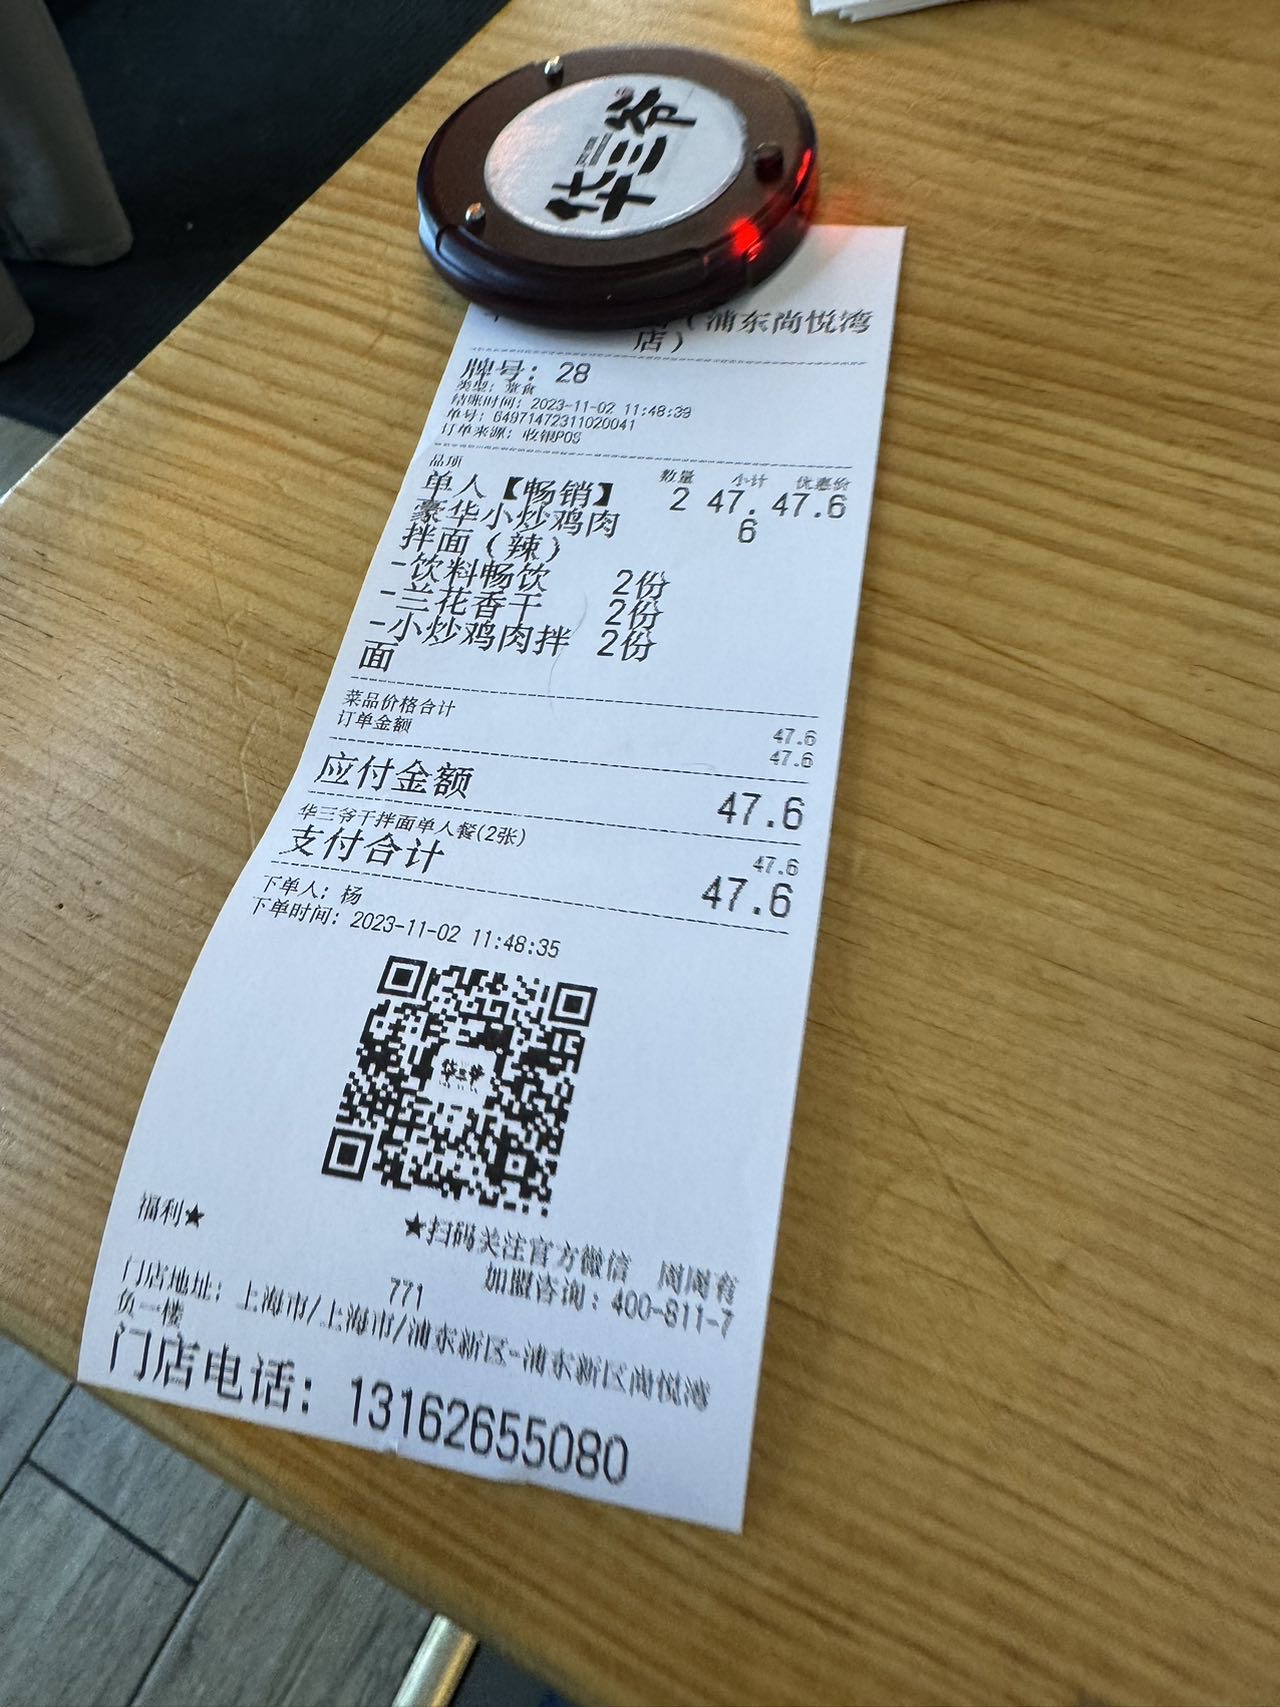 华三爷
（浦东尚悦湾
店）
牌号：28
类型：堂食
结账时间：2023-11-02 11:48:39
单号：64971472311020041
订单来源：收银POS
品项 数量 小计 优惠价
单人【畅销】 2 47. 47.6
豪华小炒鸡肉 6
拌面（辣）
-饮料畅饮 2份
-兰花香干 2份
-小炒鸡肉拌 2份
面
菜品价格合计 47.6
订单金额 47.6
应付金额 47.6
华三爷干拌面单人餐(2张) 47.6
支付合计 47.6
下单人：杨
下单时间：2023-11-02 11:48:35
华三爷
★扫码关注官方微信 周周有
福利★
加盟咨询：400-811-7
771
门店地址：上海市/上海市/浦东新区-浦东新区尚悦湾
负一楼
门店电话：13162655080